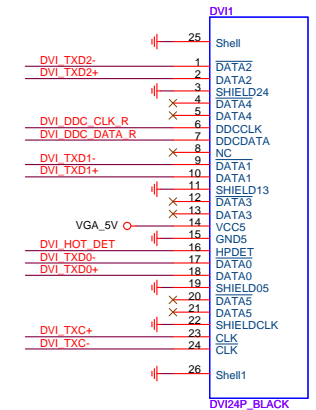 DVI1
25 Shell
DVI_TXD2- 1 DATA2
DVI_TXD2+ 2 DATA2
3 SHIELD24
4 DATA4
5 DATA4
DVI_DDC_CLK_R 6 DDCCLK
DVI_DDC_DATA_R 7 DDCDATA
8 NC
DVI_TXD1- 9 DATA1
DVI_TXD1+ 10 DATA1
11 SHIELD13
12 DATA3
13 DATA3
VGA_5V 14 VCC5
15 GND5
DVI_HOT_DET 16 HPDET
DVI_TXD0- 17 DATA0
DVI_TXD0+ 18 DATA0
19 SHIELD05
20 DATA5
21 DATA5
22 SHIELDCLK
DVI_TXC+ 23 CLK
DVI_TXC- 24 CLK
26 Shell1
DVI24P_BLACK